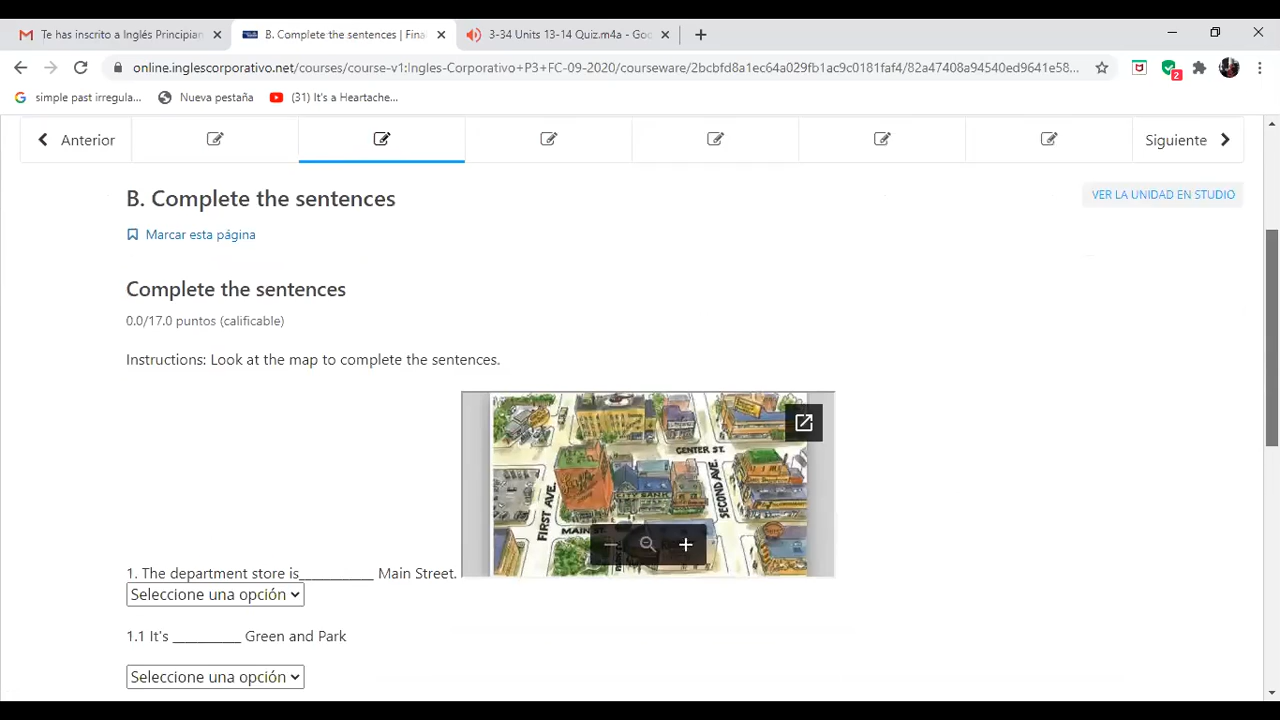 Te has inscrito a Inglés Principian
B. Complete the sentences | Fina
3-34 Units 13-14 Quiz.m4a - Goo
online.inglescorporativo.net/courses/course-v1:Ingles-Corporativo+P3+FC-09-2020/courseware/2bcbfd8a1ec64a029fb1ac9c0181faf4/82a47408a94540ed9641e58...
2
simple past irregula...
Nueva pestaña
(31) It's a Heartache...
Anterior
Siguiente
B. Complete the sentences
VER LA UNIDAD EN STUDIO
Marcar esta página
Complete the sentences
0.0/17.0 puntos (calificable)
Instructions: Look at the map to complete the sentences.
CENTER ST.
CITY BANK
FIRST AVE.
SECOND AVE.
MAIN ST.
1. The department store is____________ Main Street.
Seleccione una opción
1.1 It's ___________ Green and Park
Seleccione una opción